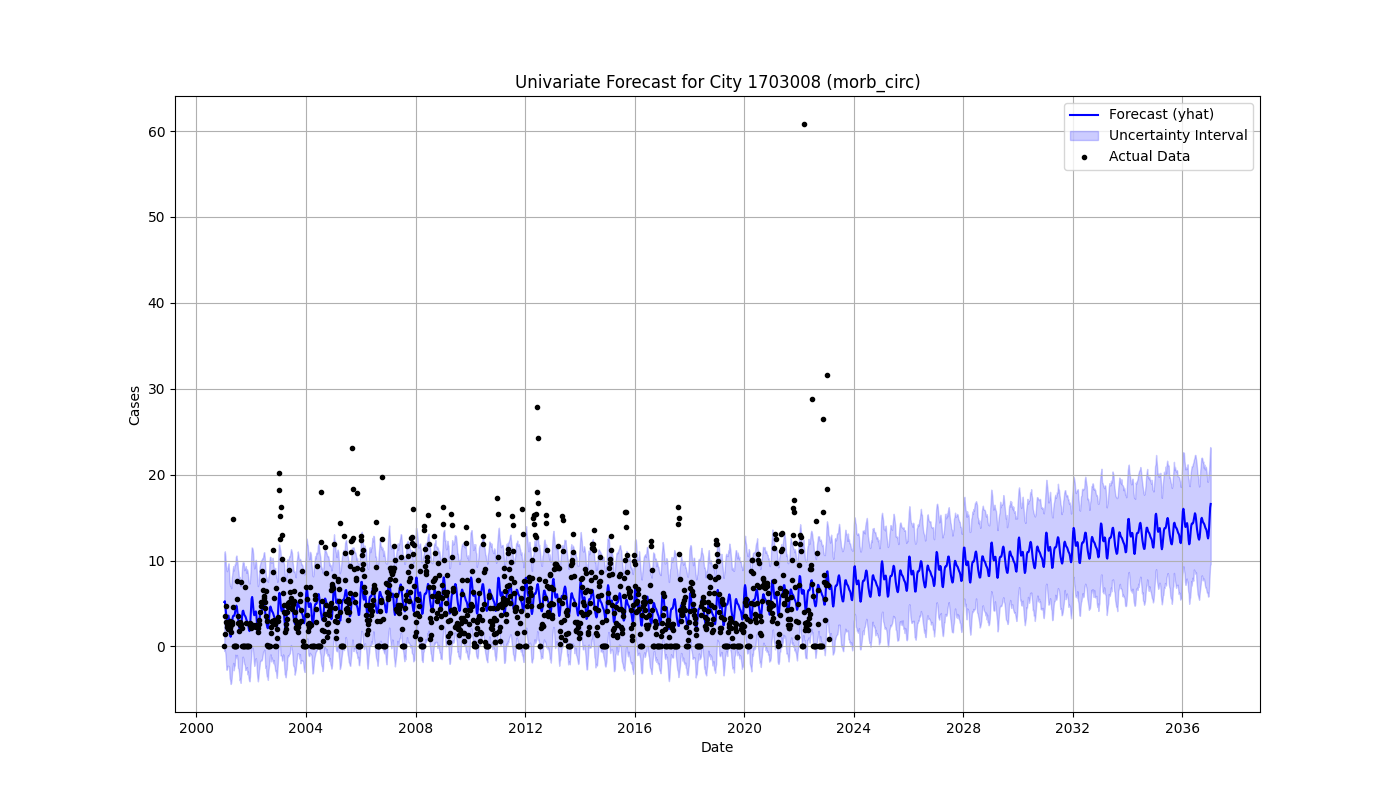 Univariate Forecast for City 1703008 (morb_circ)
Forecast (yhat)
Uncertainty Interval
Actual Data
Cases
60
50
40
30
20
10
0
2000 2004 2008 2012 2016 2020 2024 2028 2032 2036
Date